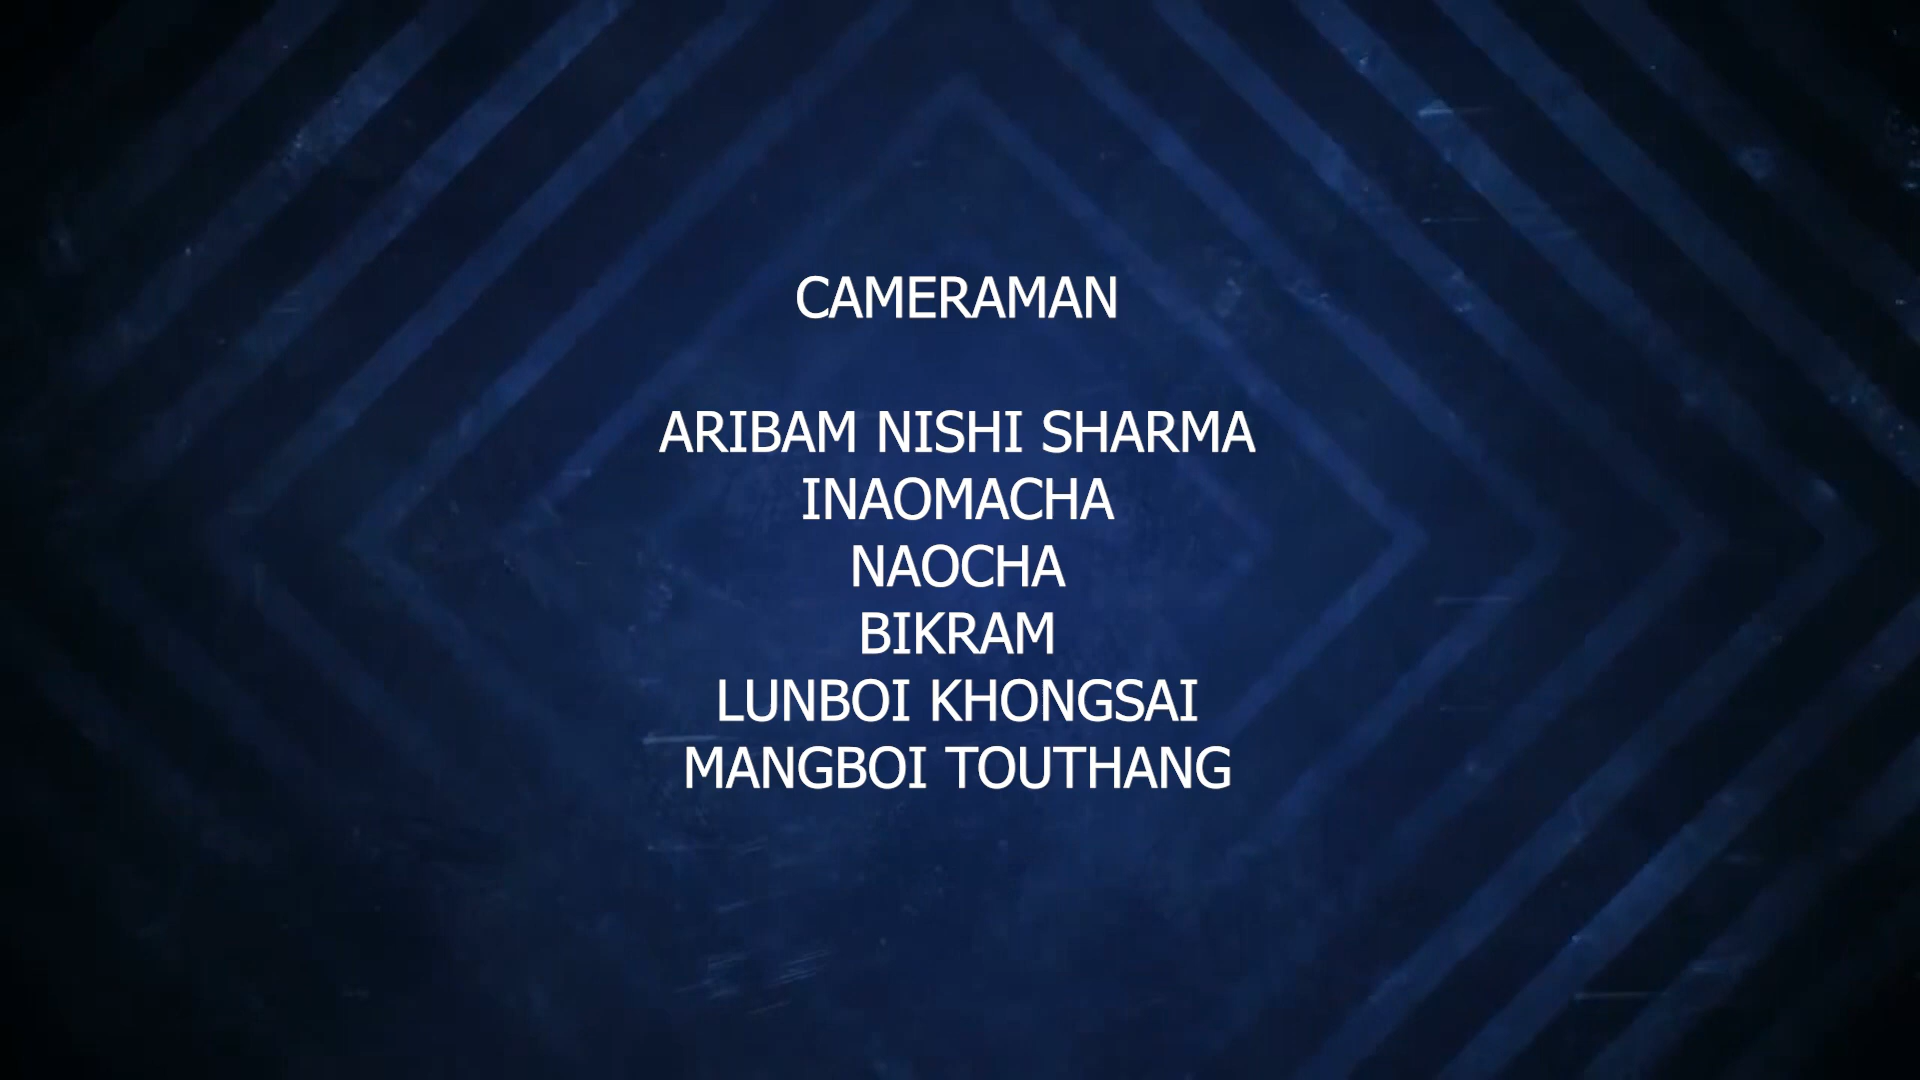 CAMERAMAN
ARIBAM NISHI SHARMA
INAOMACHA
NAOCHA
BIKRAM
LUNBOI KHONGSAI
MANGBOI TOUTHANG